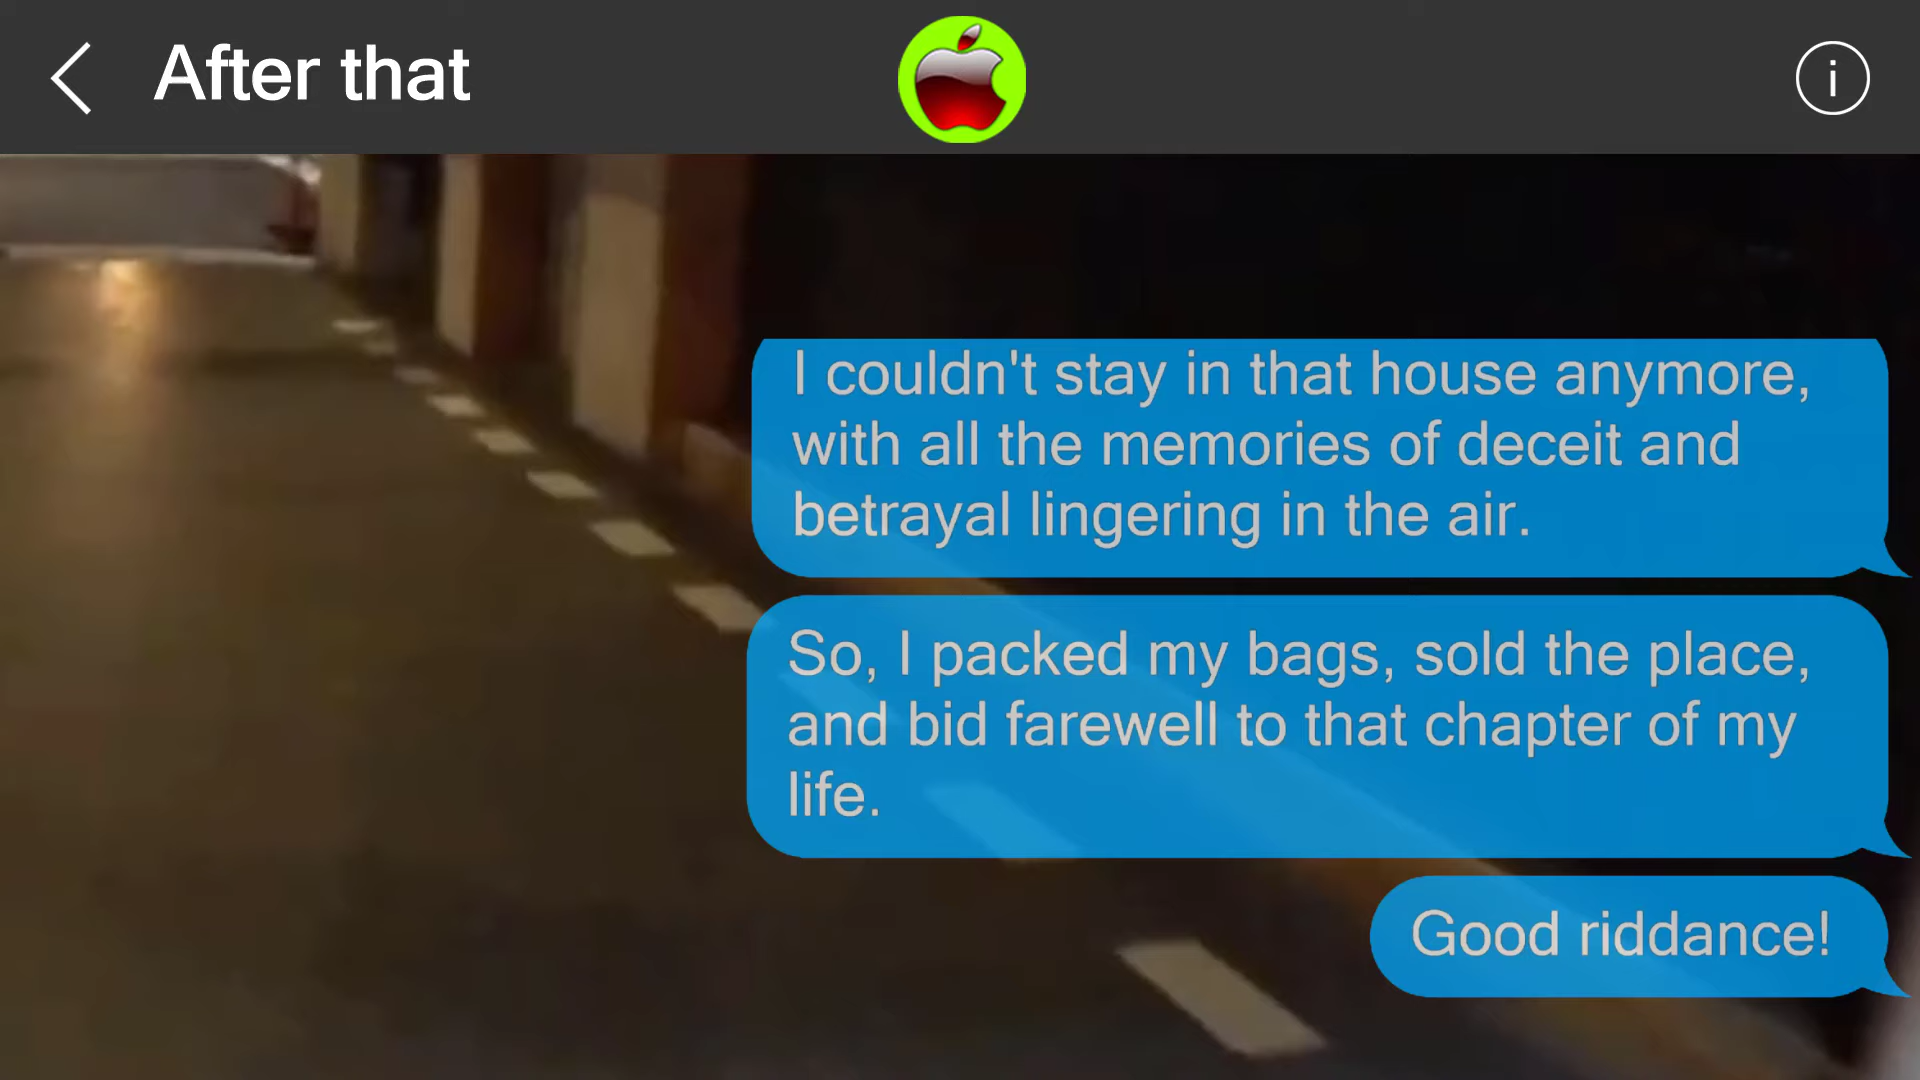 After that
i
I couldn't stay in that house anymore,
with all the memories of deceit and
betrayal lingering in the air.
So, I packed my bags, sold the place,
and bid farewell to that chapter of my
life.
Good riddance!